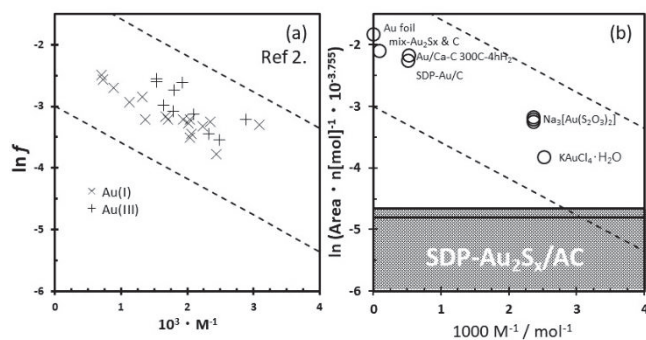 (a)
Ref 2.
-1
-2
-3
-4
-5
-6
ln f
× Au(I)
+ Au(III)
0
1
2
3
4
10³・M⁻¹
(b)
-1
-2
-3
-4
-5
-6
ln (Area・n[mol]⁻¹・10⁻³·⁷⁵⁵)
Au foil
mix-Au₂Sx & C
Au/Ca-C 300C-4hH₂
SDP-Au/C
Na₃[Au(S₂O₃)₂]
KAuCl₄・H₂O
SDP-Au₂Sₓ/AC
0
1
2
3
4
1000 M⁻¹ / mol⁻¹